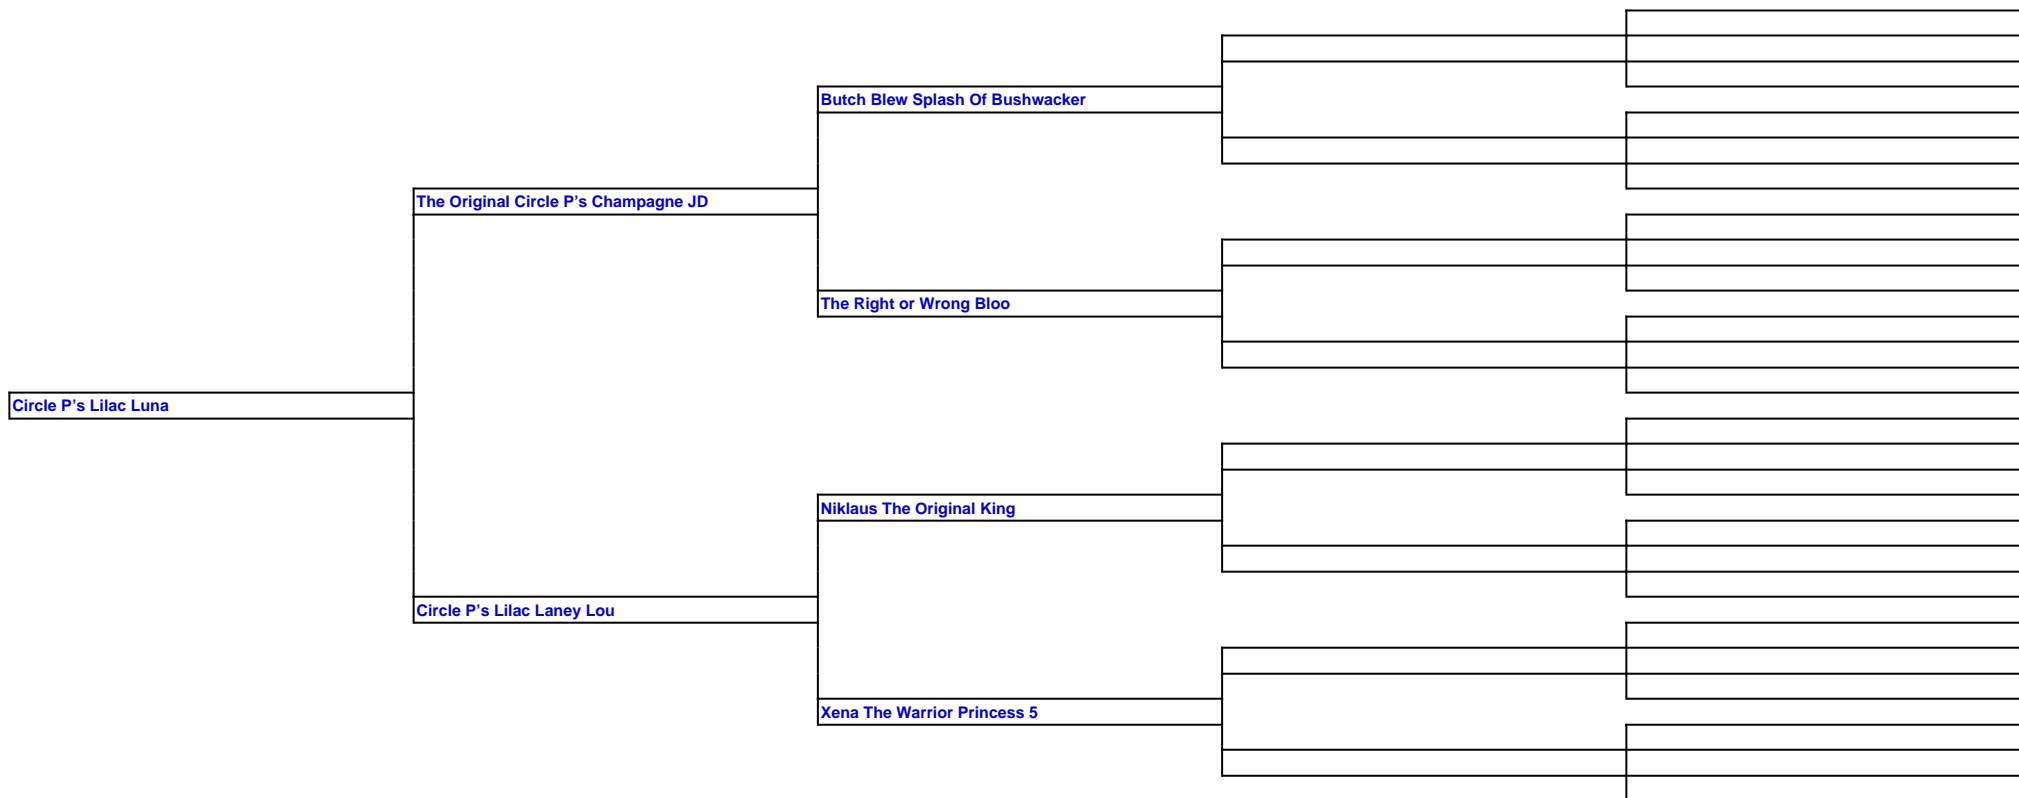 Butch Blew Splash Of Bushwacker
The Original Circle P’s Champagne JD
The Right or Wrong Bloo
Circle P’s Lilac Luna
Niklaus The Original King
Circle P’s Lilac Laney Lou
Xena The Warrior Princess 5